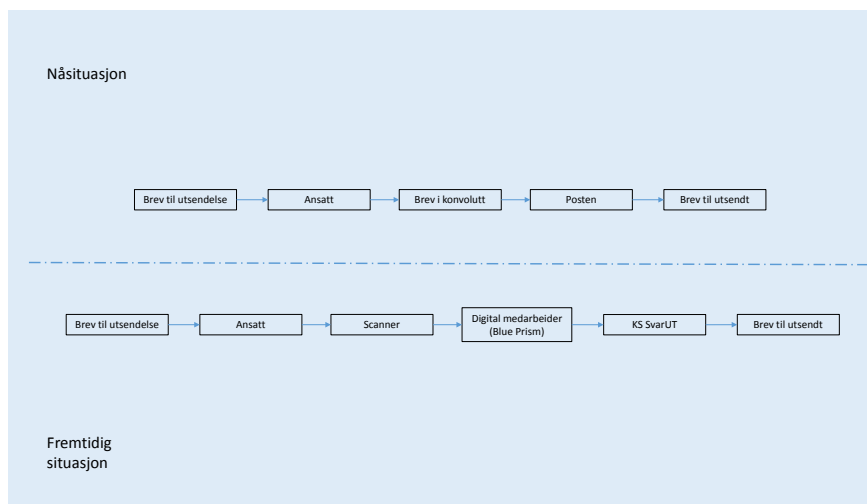 Nåsituasjon
Brev til utsendelse
Ansatt
Brev i konvolutt
Posten
Brev til utsendt
Brev til utsendelse
Ansatt
Scanner
Digital medarbeider
(Blue Prism)
KS SvarUT
Brev til utsendt
Fremtidig
situasjon